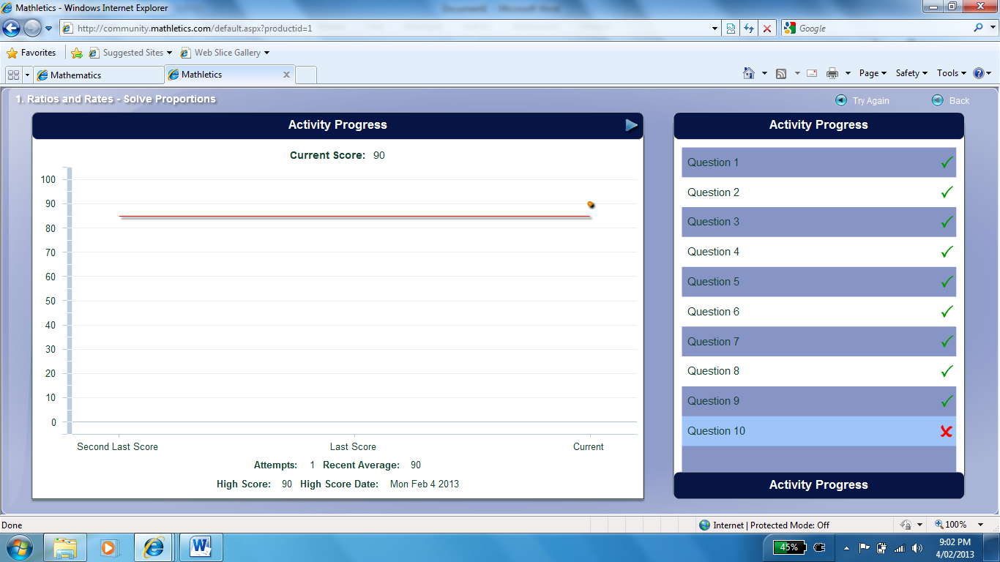 Mathletics - Windows Internet Explorer
http://community.mathletics.com/default.aspx?productid=1
Google
Favorites Suggested Sites Web Slice Gallery
Mathematics Mathletics Page Safety Tools
1. Ratios and Rates - Solve Proportions Try Again Back
Activity Progress
Current Score: 90
100
90
80
70
60
50
40
30
20
10
0
Second Last Score Last Score Current
Attempts: 1 Recent Average: 90
High Score: 90 High Score Date: Mon Feb 4 2013
Activity Progress
Question 1
Question 2
Question 3
Question 4
Question 5
Question 6
Question 7
Question 8
Question 9
Question 10
Activity Progress
Done Internet | Protected Mode: Off 100%
45% 9:02 PM
4/02/2013